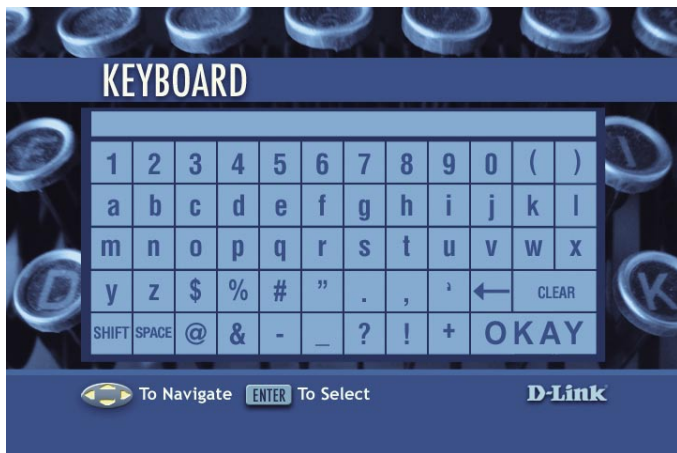 KEYBOARD
1 2 3 4 5 6 7 8 9 0 ( )
a b c d e f g h i j k l
m n o p q r s t u v w x
y z $ % # " . , ' ← CLEAR
SHIFT SPACE @ & - _ ? ! + OKAY
D K
To Navigate ENTER To Select D-Link